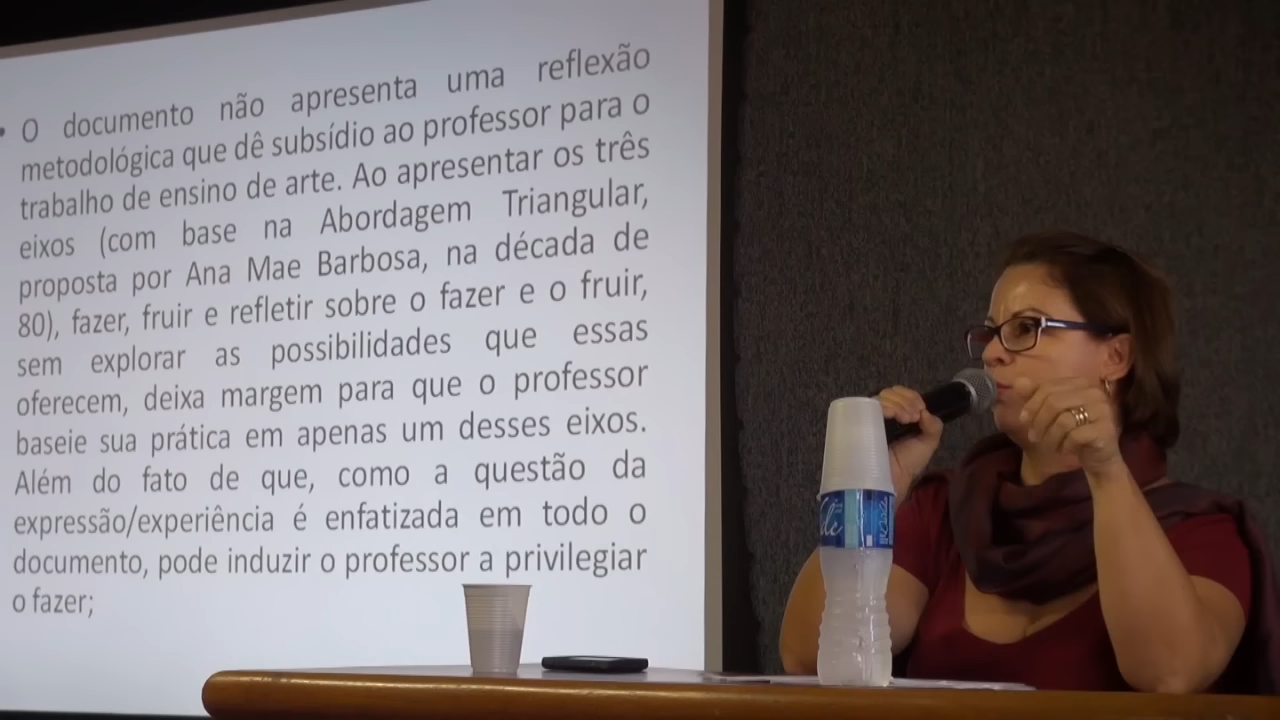 • O documento não apresenta uma reflexão
metodológica que dê subsídio ao professor para o
trabalho de ensino de arte. Ao apresentar os três
eixos (com base na Abordagem Triangular,
proposta por Ana Mae Barbosa, na década de
80), fazer, fruir e refletir sobre o fazer e o fruir,
sem explorar as possibilidades que essas
oferecem, deixa margem para que o professor
baseie sua prática em apenas um desses eixos.
Além do fato de que, como a questão da
expressão/experiência é enfatizada em todo o
documento, pode induzir o professor a privilegiar
o fazer;